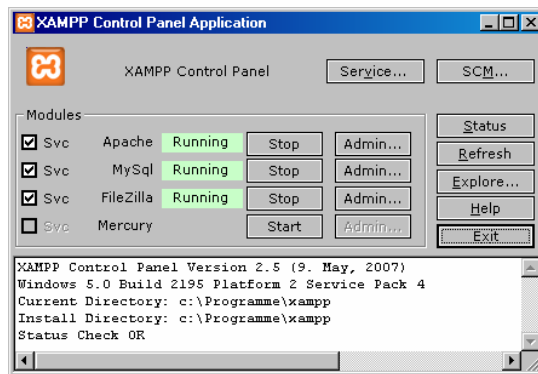 XAMPP Control Panel Application
XAMPP Control Panel
Service...
SCM...
Modules
Svc Apache Running Stop Admin...
Svc MySql Running Stop Admin...
Svc FileZilla Running Stop Admin...
Svc Mercury Start Admin...
Status
Refresh
Explore...
Help
Exit
XAMPP Control Panel Version 2.5 (9. May, 2007)
Windows 5.0 Build 2195 Platform 2 Service Pack 4
Current Directory: c:\Programme\xampp
Install Directory: c:\Programme\xampp
Status Check OK